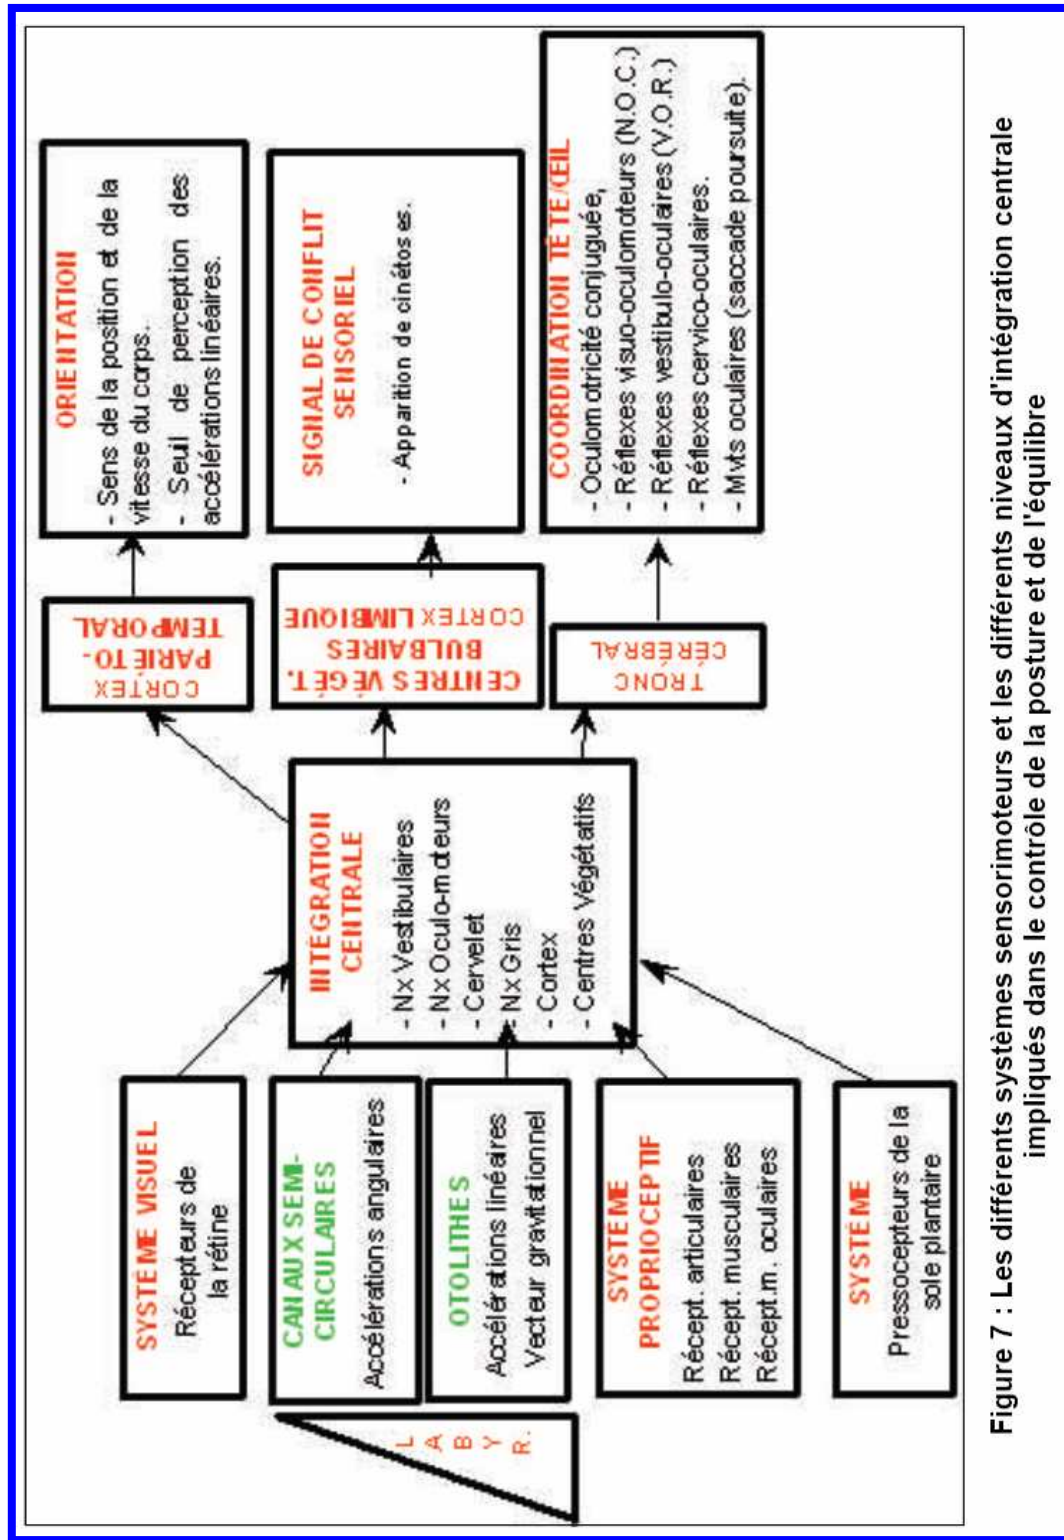 SYSTÈME VISUEL
Récepteurs de
la rétine
CANAUX SEMI-
CIRCULAIRES
Accélérations angulaires
OTOLITHES
Accélérations linéaires
Vecteur gravitationnel
L
A
B
Y
R.
SYSTÈME
PROPRIOCEPTIF
Récept. articulaires
Récept. musculaires
Récept.m. oculaires
SYSTÈME
Pressocepteurs de la
sole plantaire
INTÉGRATION
CENTRALE
- Nx Vestibulaires
- Nx Oculo-moteurs
- Cervelet
- Nx Gris
- Cortex
- Centres Végétatifs
CORTEX
PARIÉTO-
TEMPORAL
CENTRES VÉGÉT.
BULBAIRES
CORTEX LIMBIQUE
TRONC
CÉRÉBRAL
ORIENTATION
- Sens de la position et de la
vitesse du corps.
- Seuil de perception des
accélérations linéaires.
SIGNAL DE CONFLIT
SENSORIEL
- Apparition de cinétoses.
COORDINATION TÊTE/ŒIL
- Oculomotricité conjuguée,
- Réflexes visuo-oculomoteurs (N.O.C.)
- Réflexes vestibulo-oculaires (V.O.R.)
- Réflexes cervico-oculaires.
- Mvts oculaires (saccade poursuite).
Figure 7 : Les différents systèmes sensorimoteurs et les différents niveaux d'intégration centrale
impliqués dans le contrôle de la posture et de l'équilibre